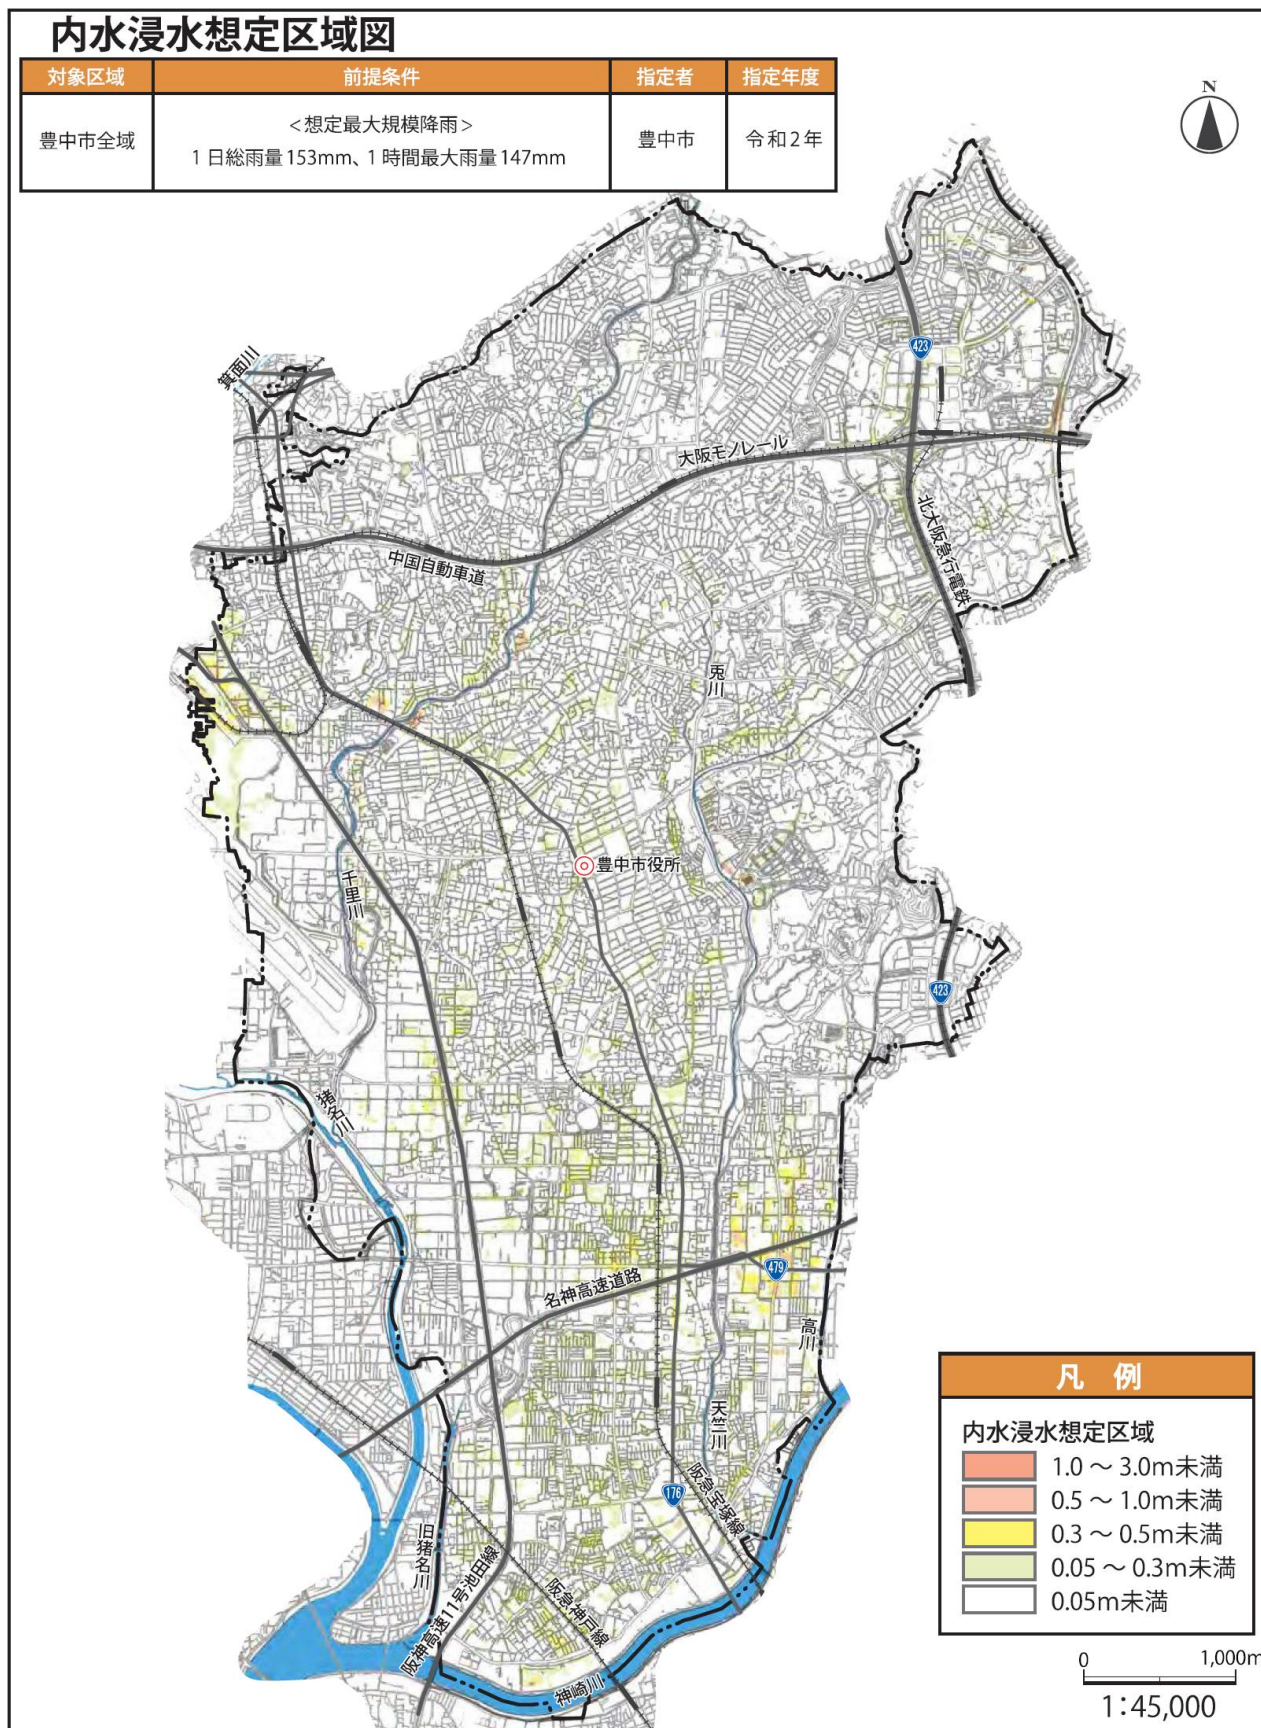 内水浸水想定区域図
対象区域 前提条件 指定者 指定年度
豊中市全域 <想定最大規模降雨> 1日総雨量153mm、1時間最大雨量147mm 豊中市 令和2年
N
423
箕面川
大阪モノレール
中国自動車道
北大阪急行電鉄
兎川
豊中市役所
千里川
423
猪名川
479
名神高速道路
高川
天竺川
阪急宝塚線
176
旧猪名川
阪神高速11号池田線
阪急神戸線
神崎川
凡 例
内水浸水想定区域
1.0 ～ 3.0m未満
0.5 ～ 1.0m未満
0.3 ～ 0.5m未満
0.05 ～ 0.3m未満
0.05m未満
0 1,000m
1:45,000